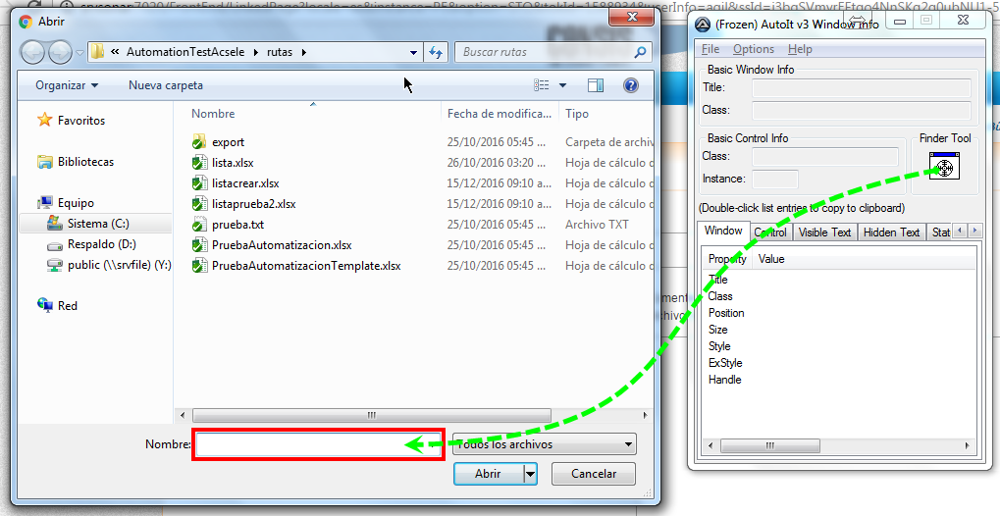 Abrir
« AutomationTestAcsele ▸ rutas ▸
Buscar rutas
Organizar
Nueva carpeta
Favoritos
Bibliotecas
Equipo
Sistema (C:)
Respaldo (D:)
public (\\srvfile) (Y:)
Red
Nombre Fecha de modifica... Tipo
export 25/10/2016 05:45 ... Carpeta de archiv
lista.xlsx 26/10/2016 03:20 ... Hoja de cálculo d
listacrear.xlsx 15/12/2016 09:10 a... Hoja de cálculo d
listaprueba2.xlsx 15/12/2016 09:10 a... Hoja de cálculo d
prueba.txt 25/10/2016 05:45 ... Archivo TXT
PruebaAutomatizacion.xlsx 25/10/2016 05:45 ... Hoja de cálculo d
PruebaAutomatizacionTemplate.xlsx 25/10/2016 05:45 ... Hoja de cálculo d
Nombre:
Todos los archivos
Abrir
Cancelar
(Frozen) AutoIt v3 Window Info
File Options Help
Basic Window Info
Title:
Class:
Basic Control Info
Finder Tool
Class:
Instance:
(Double-click list entries to copy to clipboard)
Window Control Visible Text Hidden Text Stat
Property Value
Title
Class
Position
Size
Style
ExStyle
Handle